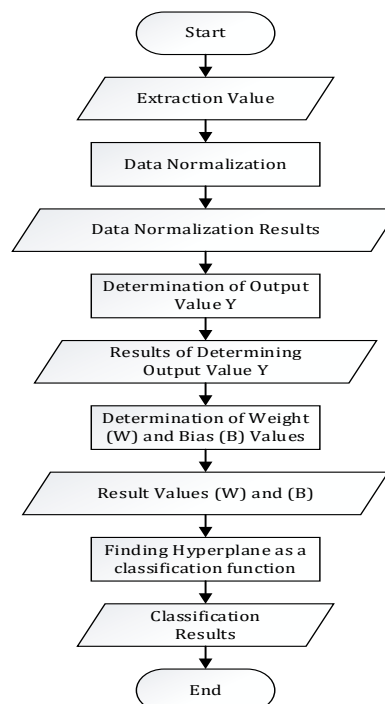 Start
Extraction Value
Data Normalization
Data Normalization Results
Determination of Output
Value Y
Results of Determining
Output Value Y
Determination of Weight
(W) and Bias (B) Values
Result Values (W) and (B)
Finding Hyperplane as a
classification function
Classification
Results
End